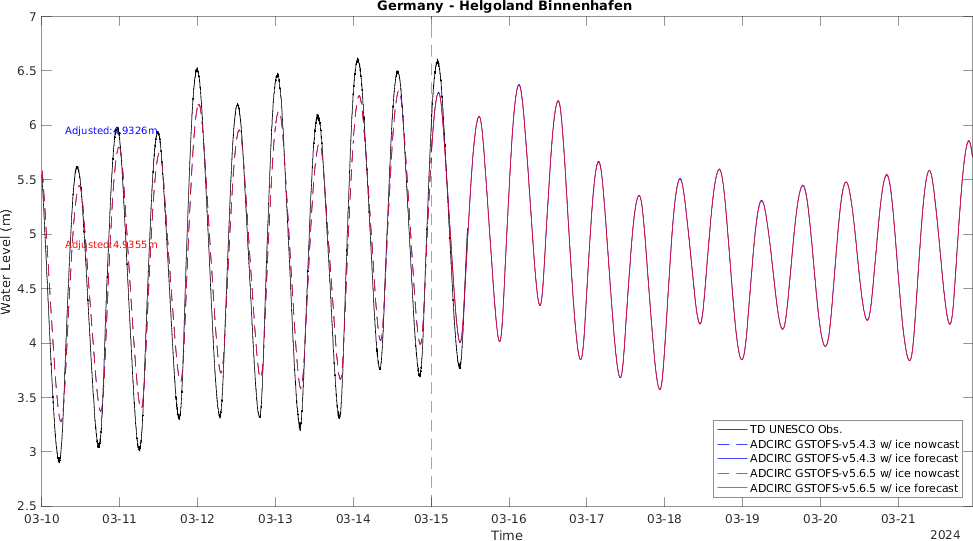 Germany - Helgoland Binnenhafen
7
6.5
6
5.5
5
4.5
4
3.5
3
2.5
Water Level (m)
Adjusted: 4.9326m
Adjusted: 4.9355m
TD UNESCO Obs.
ADCIRC GSTOFS-v5.4.3 w/ ice nowcast
ADCIRC GSTOFS-v5.4.3 w/ ice forecast
ADCIRC GSTOFS-v5.6.5 w/ ice nowcast
ADCIRC GSTOFS-v5.6.5 w/ ice forecast
03-10 03-11 03-12 03-13 03-14 03-15 03-16 03-17 03-18 03-19 03-20 03-21
Time
2024